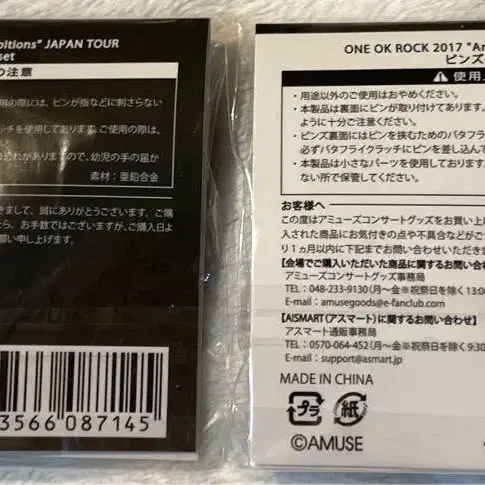 bitions" JAPAN TOUR
set
の注意
用の際には、ピンが指などに刺さらない
ッチを使用しております。ご使用の際は、
恐れがありますので、幼児の手の届か
素材：亜鉛合金
きまして、誠にありがとうございます。ご購
たら、お手数ではございますが、ご購入日よ
願い申し上げます。
3566 087145
ONE OK ROCK 2017 "Am
ピンズ
使用
・用途以外のご使用はおやめください。
・本製品は裏面にピンが取り付けてあります。
ように十分ご注意ください。
・ピンズ裏面にはピンを挟むためのバタフ
必ずバタフライクラッチにピンを差し込んで
・本製品は小さなパーツを使用しております
ない所で保管してください。
お客様へ
この度はアミューズコンサートグッズをお買い上げ
入された商品にお気付きの点や不具合などがご
り1ヵ月以内に下記までお問い合わせいただき
【会場でご購入いただいた商品に関するお問い合
アミューズコンサートグッズ事務局
TEL：048-233-9130（月～金※祝祭日を除く13:0
E-mail：amusegoods@e-fanclub.com
【AISMART（アスマート）に関するお問い合わせ】
アスマート通販事務局
TEL：0570-064-452（月～金※祝祭日を除く9:30
E-mail：support@asmart.jp
MADE IN CHINA
プラ
紙
©AMUSE